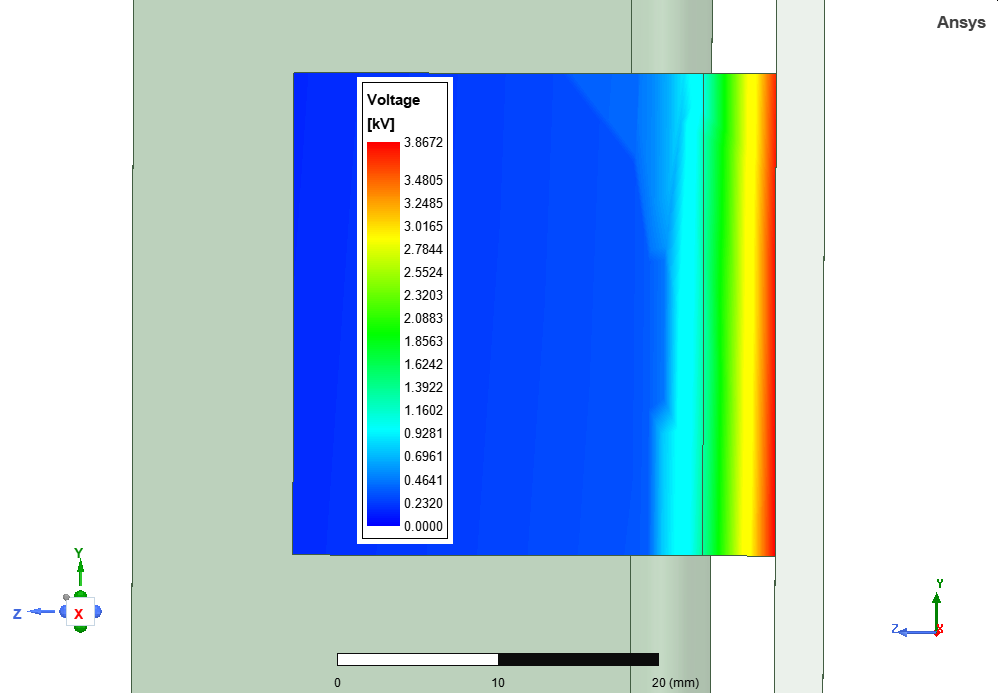 Ansys
Voltage
[kV]
3.8672
3.4805
3.2485
3.0165
2.7844
2.5524
2.3203
2.0883
1.8563
1.6242
1.3922
1.1602
0.9281
0.6961
0.4641
0.2320
0.0000
Y
Z
X
Y
Z
X
0
10
20 (mm)